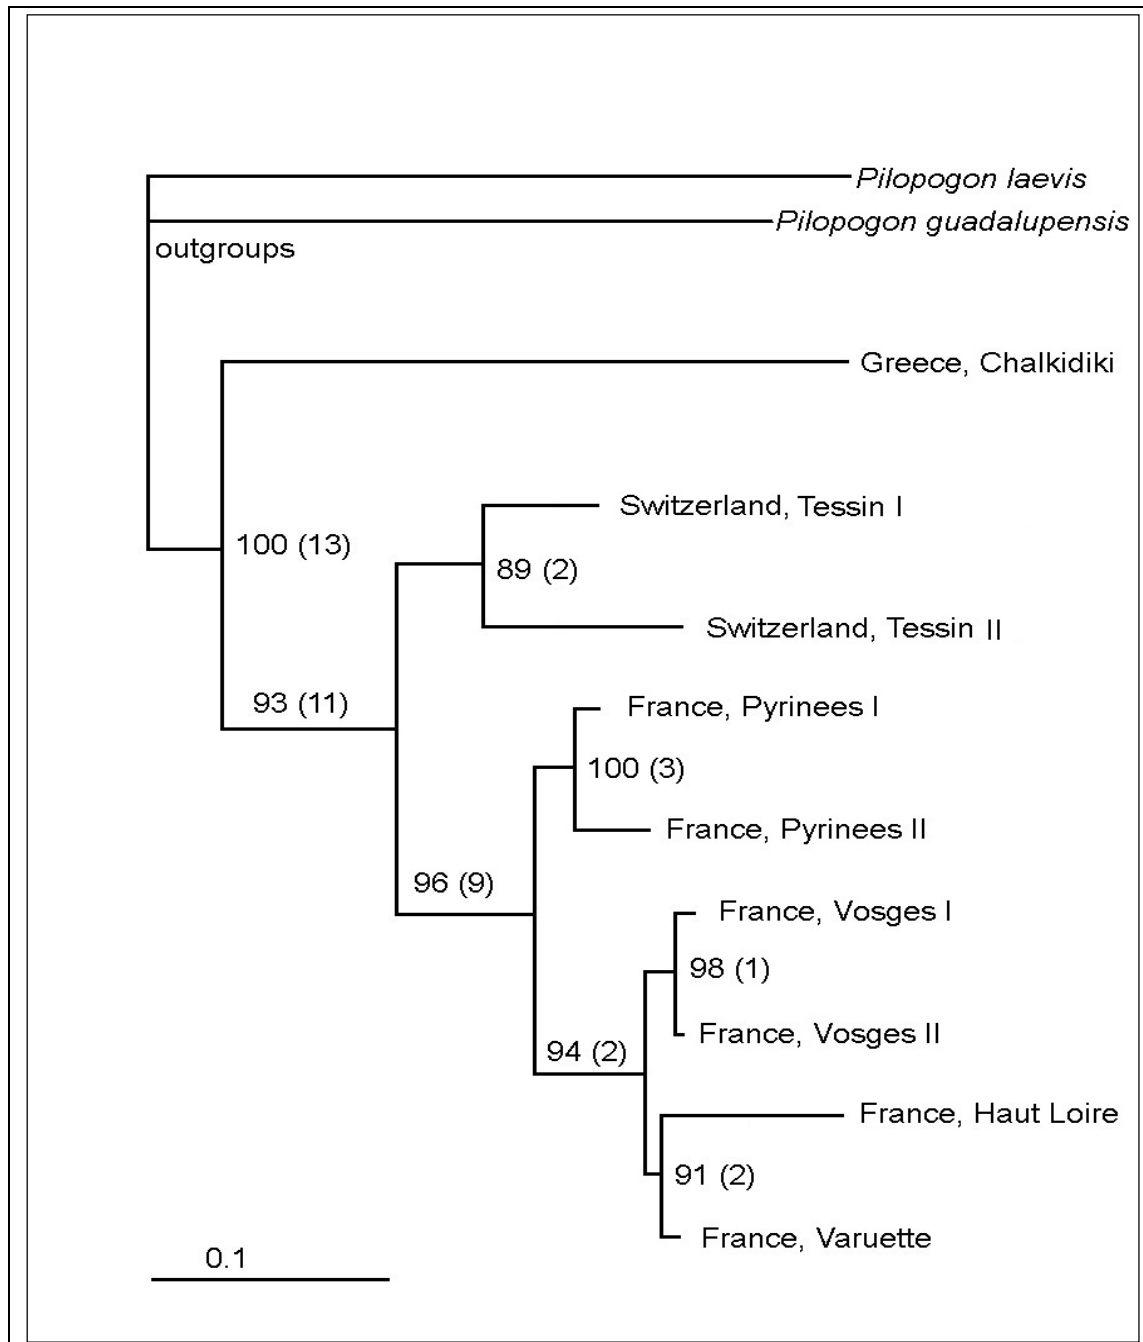 Pilopogon laevis
Pilopogon guadalupensis
outgroups
Greece, Chalkidiki
Switzerland, Tessin I
100 (13)
89 (2)
Switzerland, Tessin II
93 (11)
France, Pyrinees I
100 (3)
France, Pyrinees II
96 (9)
France, Vosges I
98 (1)
France, Vosges II
94 (2)
France, Haut Loire
91 (2)
France, Varuette
0.1